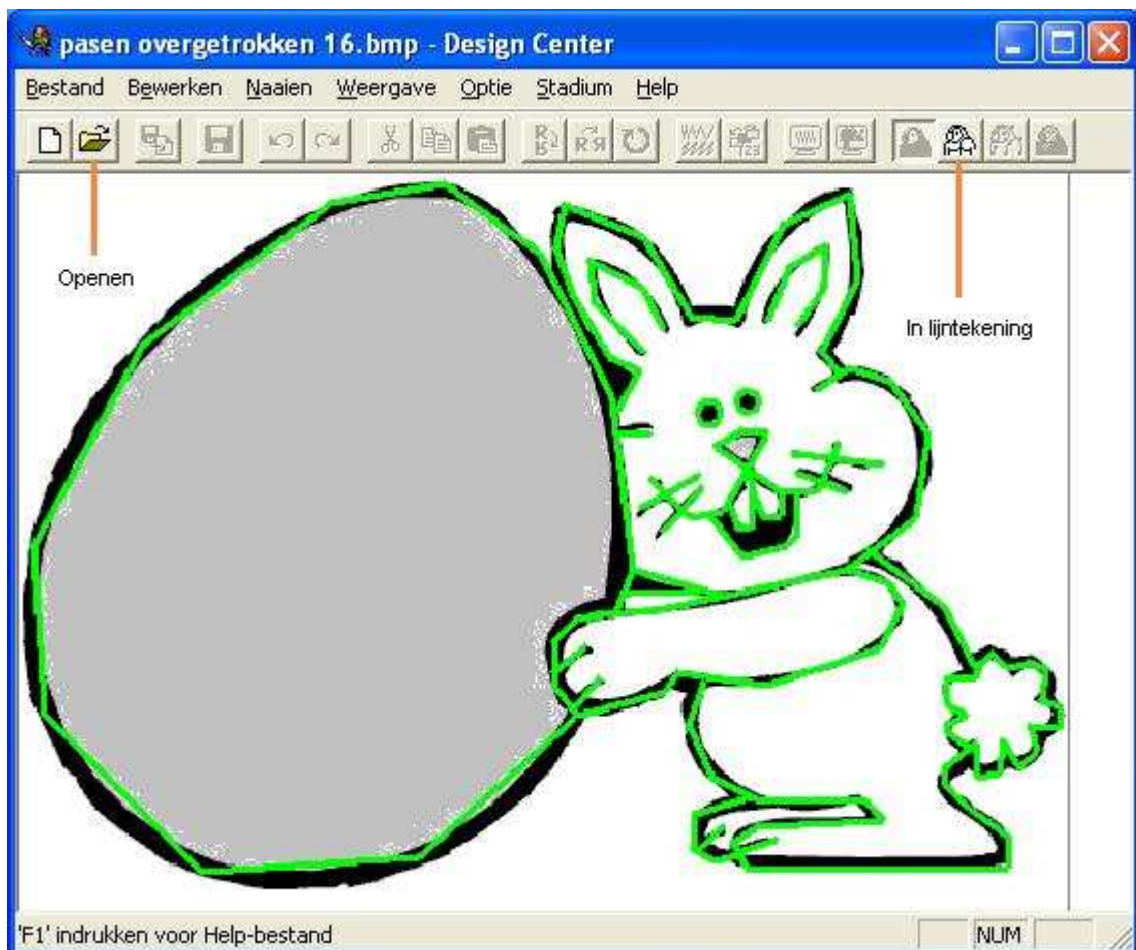 pasen overgetrokken 16.bmp - Design Center
Bestand Bewerken Naaien Weergave Optie Stadium Help
Openen
In lijntekening
'F1' indrukken voor Help-bestand NUM